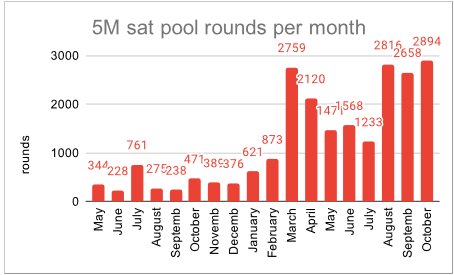 5M sat pool rounds per month
rounds
3000
2000
1000
0
344
228
761
275
238
471
389
376
621
873
2759
2120
1471
1568
1233
2816
2658
2894
May
June
July
August
Septemb
October
Novemb
Decemb
January
February
March
April
May
June
July
August
Septemb
October